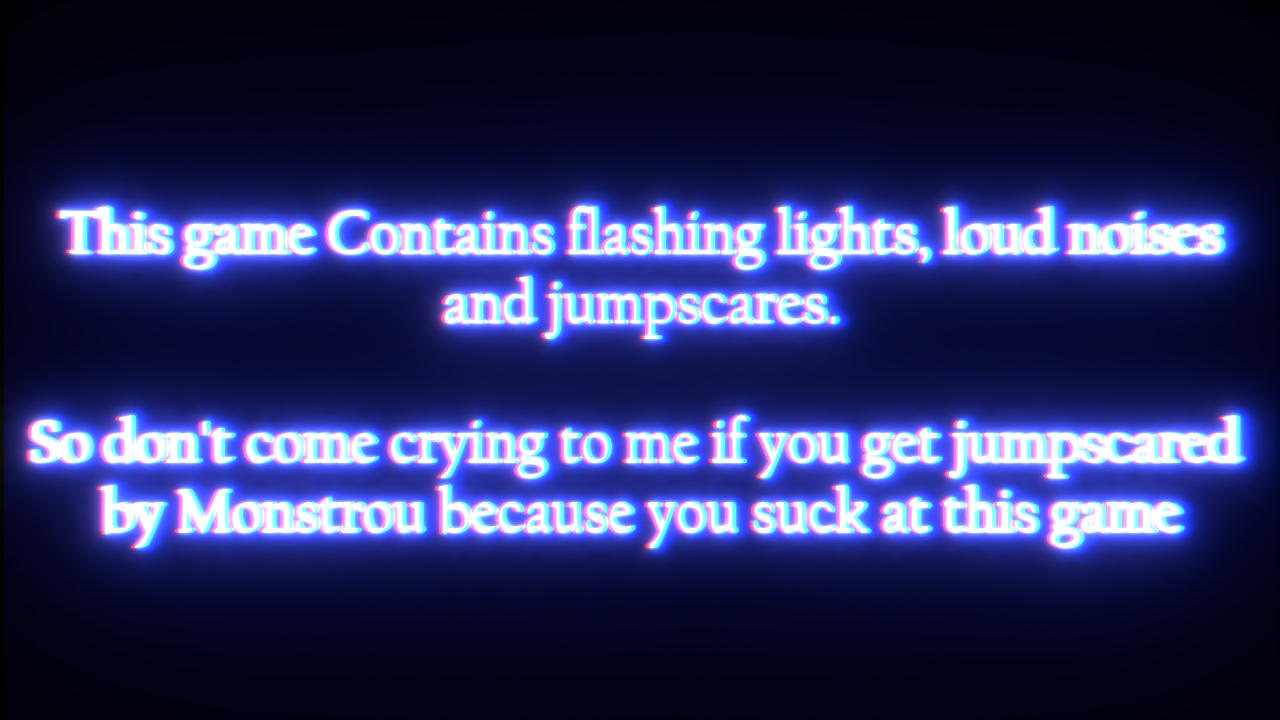 This game Contains flashing lights, loud noises
and jumpscares.
So don't come crying to me if you get jumpscared
by Monstrou because you suck at this game